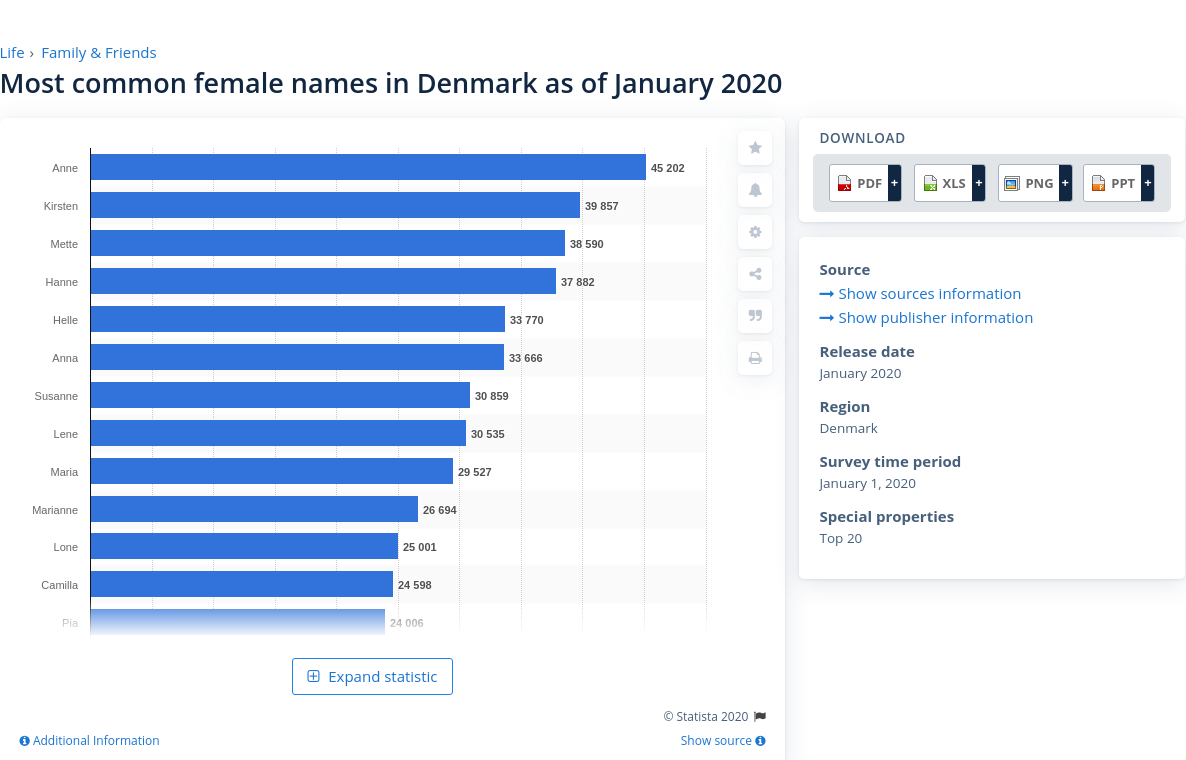 Life › Family & Friends
Most common female names in Denmark as of January 2020
Anne 45 202
Kirsten 39 857
Mette 38 590
Hanne 37 882
Helle 33 770
Anna 33 666
Susanne 30 859
Lene 30 535
Maria 29 527
Marianne 26 694
Lone 25 001
Camilla 24 598
Pia 24 006
Expand statistic
© Statista 2020
Additional Information
Show source
DOWNLOAD
PDF + XLS + PNG + PPT +
Source
Show sources information
Show publisher information
Release date
January 2020
Region
Denmark
Survey time period
January 1, 2020
Special properties
Top 20